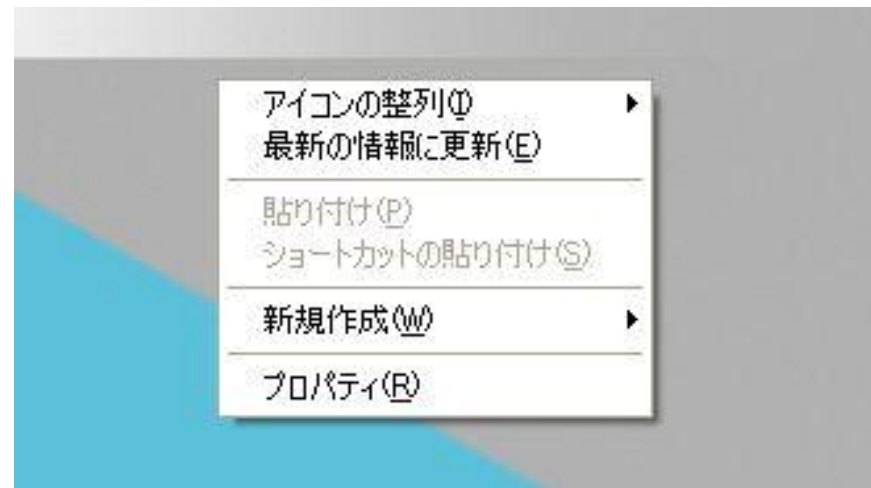 アイコンの整列(I)
最新の情報に更新(E)
貼り付け(P)
ショートカットの貼り付け(S)
新規作成(W)
プロパティ(R)